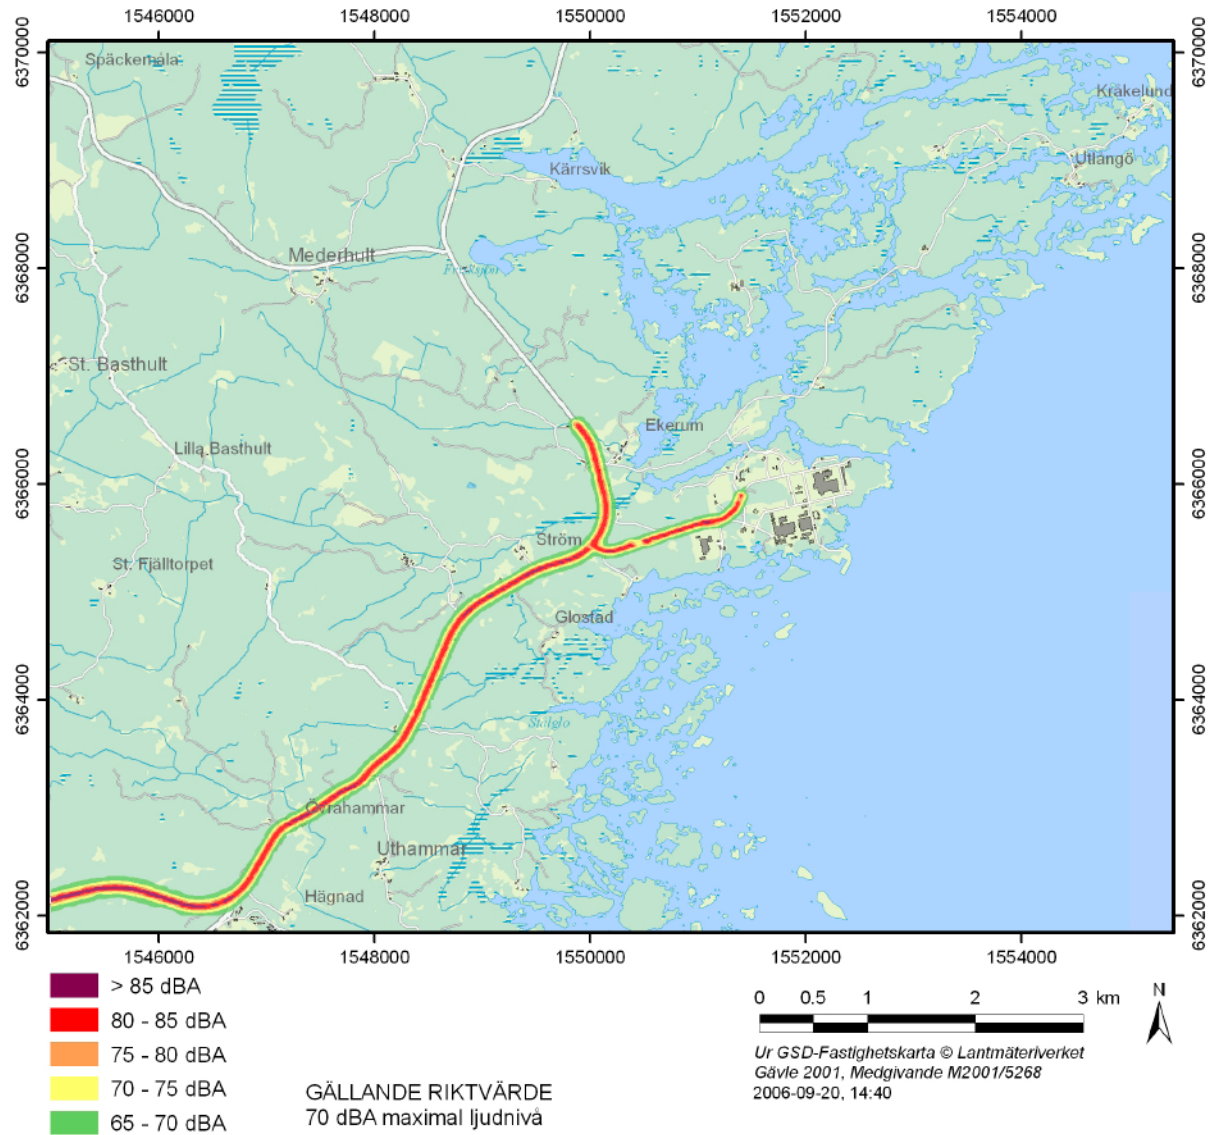 1546000 1548000 1550000 1552000 1554000
6370000 6370000
Späckemåla
Kråkelund
Utlångö
Kärrsvik
Mederhult
6368000 6368000
St. Basthult
Ekerum
Lilla Basthult
6366000 6366000
Ström
St. Fjälltorpet
Glostad
6364000 6364000
Stålglo
Övrahammar
Uthammar
Hägnad
6362000 6362000
1546000 1548000 1550000 1552000 1554000
> 85 dBA
80 - 85 dBA
75 - 80 dBA
70 - 75 dBA
65 - 70 dBA
GÄLLANDE RIKTVÄRDE
70 dBA maximal ljudnivå
0 0.5 1 2 3 km
N
Ur GSD-Fastighetskarta © Lantmäteriverket
Gävle 2001, Medgivande M2001/5268
2006-09-20, 14:40